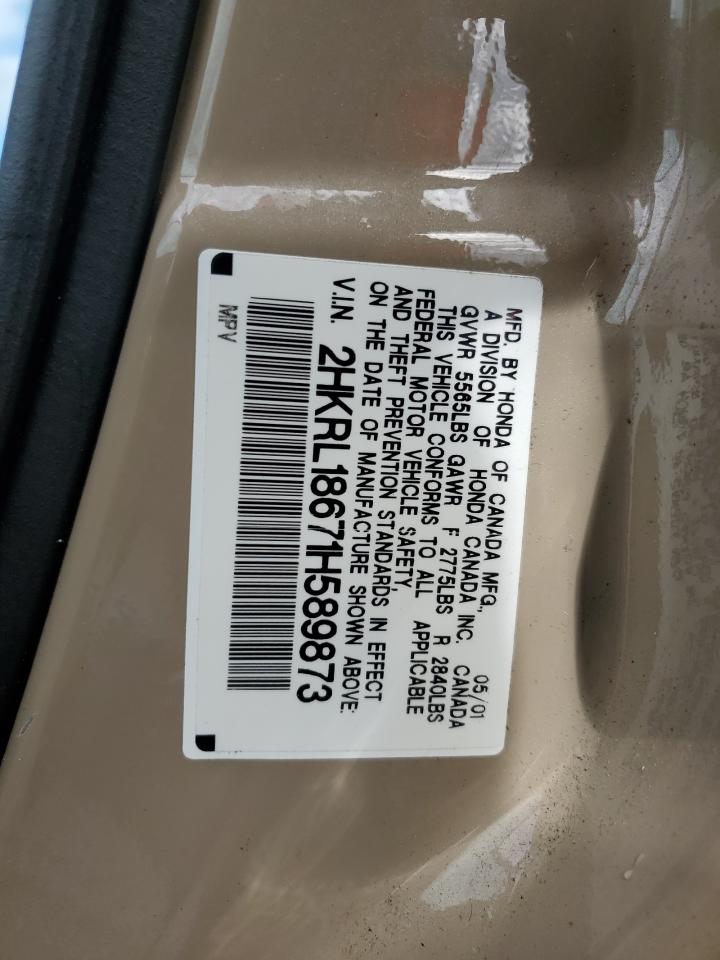 MFD. BY HONDA OF CANADA MFG., 05/01
A DIVISION OF HONDA CANADA INC. CANADA
GVWR 5565LBS GAWR F 2775LBS R 2840LBS
THIS VEHICLE CONFORMS TO ALL APPLICABLE
FEDERAL MOTOR VEHICLE SAFETY,
AND THEFT PREVENTION STANDARDS IN EFFECT
ON THE DATE OF MANUFACTURE SHOWN ABOVE:
V.I.N. 2HKRL18671H589873
MPV